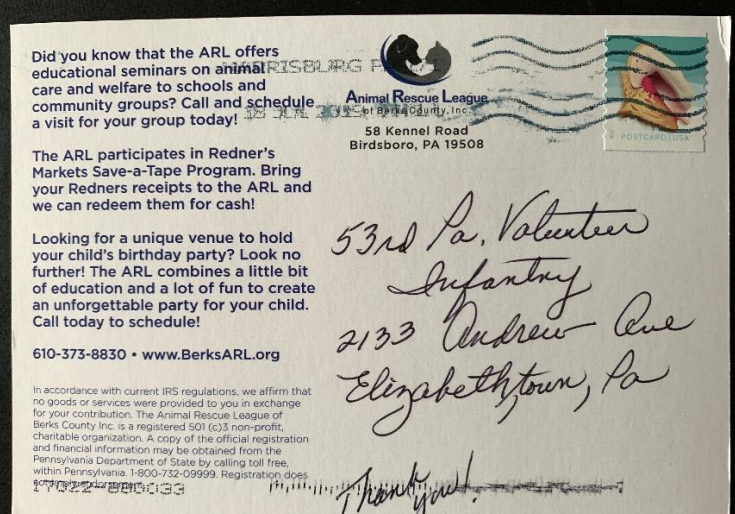 Did you know that the ARL offers
educational seminars on animal
care and welfare to schools and
community groups? Call and schedule
a visit for your group today!
The ARL participates in Redner's
Markets Save-a-Tape Program. Bring
your Redners receipts to the ARL and
we can redeem them for cash!
Looking for a unique venue to hold
your child's birthday party? Look no
further! The ARL combines a little bit
of education and a lot of fun to create
an unforgettable party for your child.
Call today to schedule!
610-373-8830 • www.BerksARL.org
In accordance with current IRS regulations, we affirm that
no goods or services were provided to you in exchange
for your contribution. The Animal Rescue League of
Berks County Inc. is a registered 501 (c)3 non-profit,
charitable organization. A copy of the official registration
and financial information may be obtained from the
Pennsylvania Department of State by calling toll free,
within Pennsylvania. 1-800-732-09999. Registration does
17022-880033
HARRISBURG P
Animal Rescue League
of Berks County, Inc.
58 Kennel Road
Birdsboro, PA 19508
POSTCARD USA
53rd Pa. Volunteer
Infantry
2133 Andrew Ave
Elizabethtown, Pa
Thank
you!